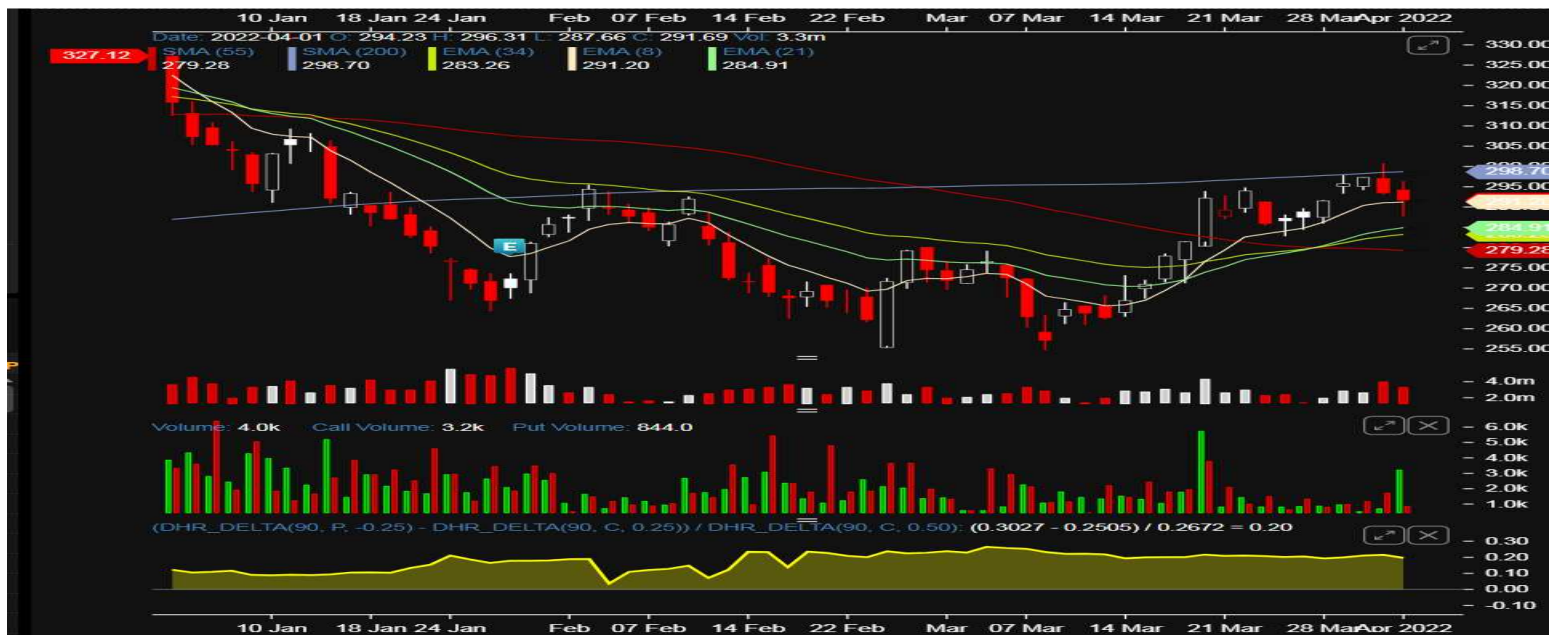 10 Jan 18 Jan 24 Jan Feb 07 Feb 14 Feb 22 Feb Mar 07 Mar 14 Mar 21 Mar 28 Mar Apr 2022
Date: 2022-04-01 O: 294.23 H: 296.31 L: 287.66 C: 291.69 Vol: 3.3m
SMA (55) SMA (200) EMA (34) EMA (8) EMA (21)
279.28 298.70 283.26 291.20 284.91
327.12
330.00
325.00
320.00
315.00
310.00
305.00
298.70
295.00
284.91
279.28
275.00
270.00
265.00
260.00
255.00
E
P
4.0m
2.0m
Volume: 4.0k Call Volume: 3.2k Put Volume: 844.0
6.0k
5.0k
4.0k
3.0k
2.0k
1.0k
(DHR_DELTA(90, P, -0.25) - DHR_DELTA(90, C, 0.25)) / DHR_DELTA(90, C, 0.50): (0.3027 - 0.2505) / 0.2672 = 0.20
0.30
0.20
0.10
0.00
-0.10
10 Jan 18 Jan 24 Jan Feb 07 Feb 14 Feb 22 Feb Mar 07 Mar 14 Mar 21 Mar 28 Mar Apr 2022